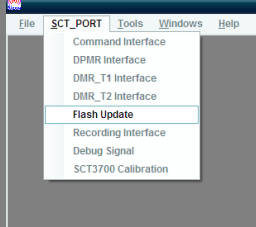 File SCT_PORT Tools Windows Help
Command Interface
DPMR Interface
DMR_T1 Interface
DMR_T2 Interface
Flash Update
Recording Interface
Debug Signal
SCT3700 Calibration